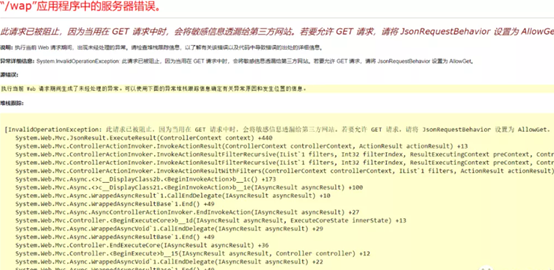 “/wap”应用程序中的服务器错误。
此请求已被阻止，因为当用在 GET 请求中时，会将敏感信息透漏给第三方网站。若要允许 GET 请求，请将 JsonRequestBehavior 设置为 AllowGet。
说明: 执行当前 Web 请求期间，出现未经处理的异常。请检查堆栈跟踪信息，以了解有关该错误以及代码中导致错误的出处的详细信息。
异常详细信息: System.InvalidOperationException: 此请求已被阻止，因为当用在 GET 请求中时，会将敏感信息透漏给第三方网站。若要允许 GET 请求，请将 JsonRequestBehavior 设置为 AllowGet。
源错误:
执行当前 Web 请求期间生成了未经处理的异常。可以使用下面的异常堆栈跟踪信息确定有关异常原因和发生位置的信息。
堆栈跟踪:
[InvalidOperationException: 此请求已被阻止，因为当用在 GET 请求中时，会将敏感信息透漏给第三方网站。若要允许 GET 请求，请将 JsonRequestBehavior 设置为 AllowGet。
System.Web.Mvc.JsonResult.ExecuteResult(ControllerContext context) +440
System.Web.Mvc.ControllerActionInvoker.InvokeActionResult(ControllerContext controllerContext, ActionResult actionResult) +13
System.Web.Mvc.ControllerActionInvoker.InvokeActionResultFilterRecursive(IList`1 filters, Int32 filterIndex, ResultExecutingContext preContext, Contr
System.Web.Mvc.ControllerActionInvoker.InvokeActionResultFilterRecursive(IList`1 filters, Int32 filterIndex, ResultExecutingContext preContext, Contr
System.Web.Mvc.ControllerActionInvoker.InvokeActionResultWithFilters(ControllerContext controllerContext, IList`1 filters, ActionResult actionResult)
System.Web.Mvc.Async.<>c__DisplayClass21.<BeginInvokeAction>b__1e(IAsyncResult asyncResult) +100
System.Web.Mvc.Async.WrappedAsyncResult`1.CallEndDelegate(IAsyncResult asyncResult) +10
System.Web.Mvc.Async.WrappedAsyncResultBase`1.End() +49
System.Web.Mvc.Async.AsyncControllerActionInvoker.EndInvokeAction(IAsyncResult asyncResult) +27
System.Web.Mvc.Controller.<BeginExecuteCore>b__1d(IAsyncResult asyncResult, ExecuteCoreState innerState) +13
System.Web.Mvc.Async.WrappedAsyncVoid`1.CallEndDelegate(IAsyncResult asyncResult) +29
System.Web.Mvc.Async.WrappedAsyncResultBase`1.End() +49
System.Web.Mvc.Controller.EndExecuteCore(IAsyncResult asyncResult) +36
System.Web.Mvc.Controller.<BeginExecute>b__15(IAsyncResult asyncResult, Controller controller) +12
System.Web.Mvc.Async.WrappedAsyncVoid`1.CallEndDelegate(IAsyncResult asyncResult) +22
System.Web.Mvc.Async.WrappedAsyncResultBase`1.End() +49